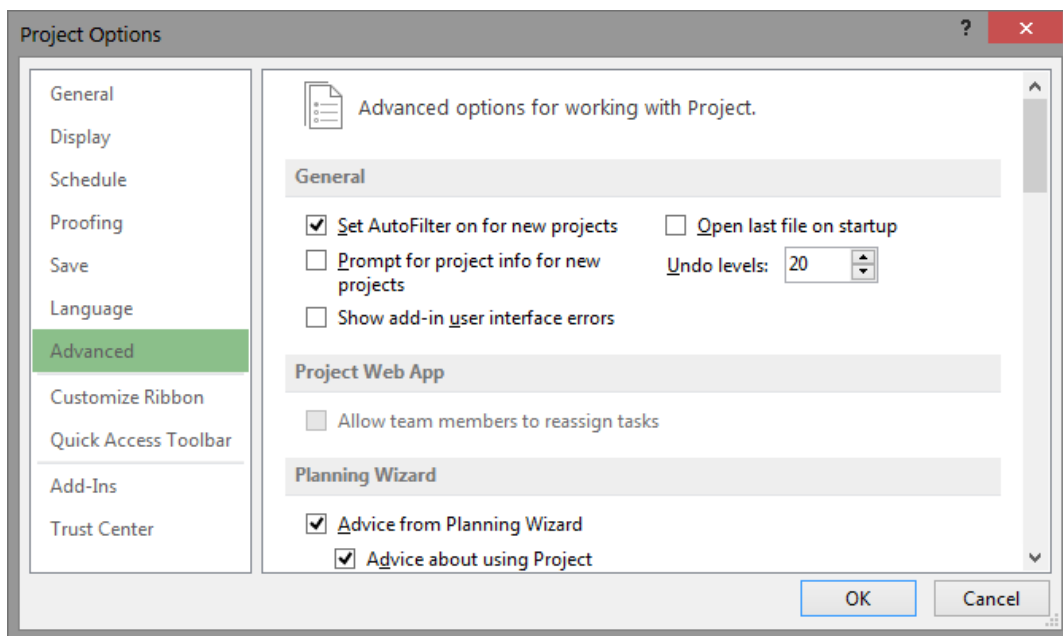 Project Options
?
General
Display
Schedule
Proofing
Save
Language
Advanced
Customize Ribbon
Quick Access Toolbar
Add-Ins
Trust Center
Advanced options for working with Project.
General
Set AutoFilter on for new projects
Open last file on startup
Prompt for project info for new
projects
Undo levels: 20
Show add-in user interface errors
Project Web App
Allow team members to reassign tasks
Planning Wizard
Advice from Planning Wizard
Advice about using Project
OK
Cancel